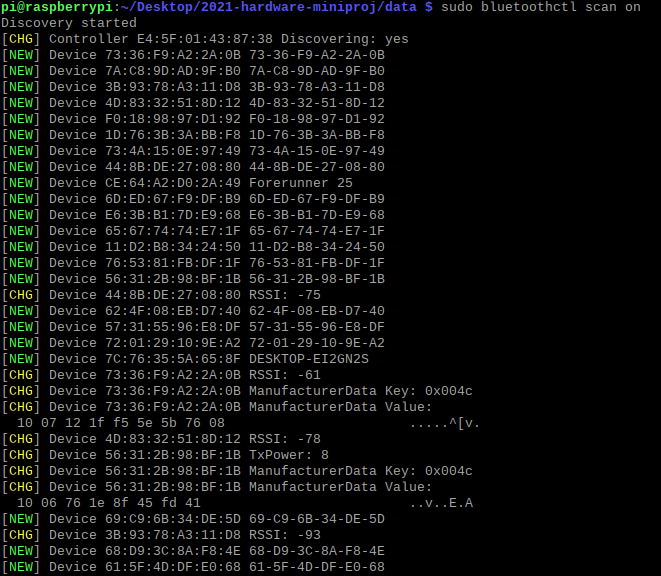 pi@raspberrypi:~/Desktop/2021-hardware-miniproj/data $ sudo bluetoothctl scan on
Discovery started
[CHG] Controller E4:5F:01:43:87:38 Discovering: yes
[NEW] Device 73:36:F9:A2:2A:0B 73-36-F9-A2-2A-0B
[NEW] Device 7A:C8:9D:AD:9F:B0 7A-C8-9D-AD-9F-B0
[NEW] Device 3B:93:78:A3:11:D8 3B-93-78-A3-11-D8
[NEW] Device 4D:83:32:51:8D:12 4D-83-32-51-8D-12
[NEW] Device F0:18:98:97:D1:92 F0-18-98-97-D1-92
[NEW] Device 1D:76:3B:3A:BB:F8 1D-76-3B-3A-BB-F8
[NEW] Device 73:4A:15:0E:97:49 73-4A-15-0E-97-49
[NEW] Device 44:8B:DE:27:08:80 44-8B-DE-27-08-80
[NEW] Device CE:64:A2:D0:2A:49 Forerunner 25
[NEW] Device 6D:ED:67:F9:DF:B9 6D-ED-67-F9-DF-B9
[NEW] Device E6:3B:B1:7D:E9:68 E6-3B-B1-7D-E9-68
[NEW] Device 65:67:74:74:E7:1F 65-67-74-74-E7-1F
[NEW] Device 11:D2:B8:34:24:50 11-D2-B8-34-24-50
[NEW] Device 76:53:81:FB:DF:1F 76-53-81-FB-DF-1F
[NEW] Device 56:31:2B:98:BF:1B 56-31-2B-98-BF-1B
[CHG] Device 44:8B:DE:27:08:80 RSSI: -75
[NEW] Device 62:4F:08:EB:D7:40 62-4F-08-EB-D7-40
[NEW] Device 57:31:55:96:E8:DF 57-31-55-96-E8-DF
[NEW] Device 72:01:29:10:9E:A2 72-01-29-10-9E-A2
[NEW] Device 7C:76:35:5A:65:8F DESKTOP-EI2GN2S
[CHG] Device 73:36:F9:A2:2A:0B RSSI: -61
[CHG] Device 73:36:F9:A2:2A:0B ManufacturerData Key: 0x004c
[CHG] Device 73:36:F9:A2:2A:0B ManufacturerData Value:
  10 07 12 1f f5 5e 5b 76 08                       .....^[v.
[CHG] Device 4D:83:32:51:8D:12 RSSI: -78
[CHG] Device 56:31:2B:98:BF:1B TxPower: 8
[CHG] Device 56:31:2B:98:BF:1B ManufacturerData Key: 0x004c
[CHG] Device 56:31:2B:98:BF:1B ManufacturerData Value:
  10 06 76 1e 8f 45 fd 41                          ..v..E.A
[NEW] Device 69:C9:6B:34:DE:5D 69-C9-6B-34-DE-5D
[CHG] Device 3B:93:78:A3:11:D8 RSSI: -93
[NEW] Device 68:D9:3C:8A:F8:4E 68-D9-3C-8A-F8-4E
[NEW] Device 61:5F:4D:DF:E0:68 61-5F-4D-DF-E0-68